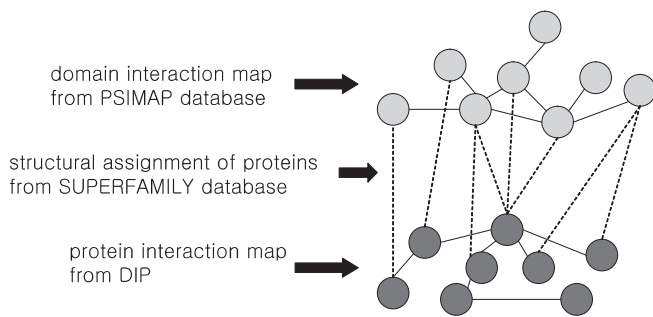 domain interaction map
from PSIMAP database
structural assignment of proteins
from SUPERFAMILY database
protein interaction map
from DIP